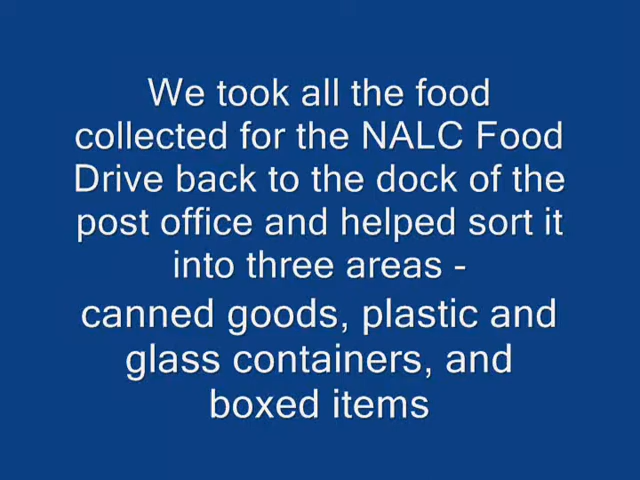 We took all the food
collected for the NALC Food
Drive back to the dock of the
post office and helped sort it
into three areas -
canned goods, plastic and
glass containers, and
boxed items